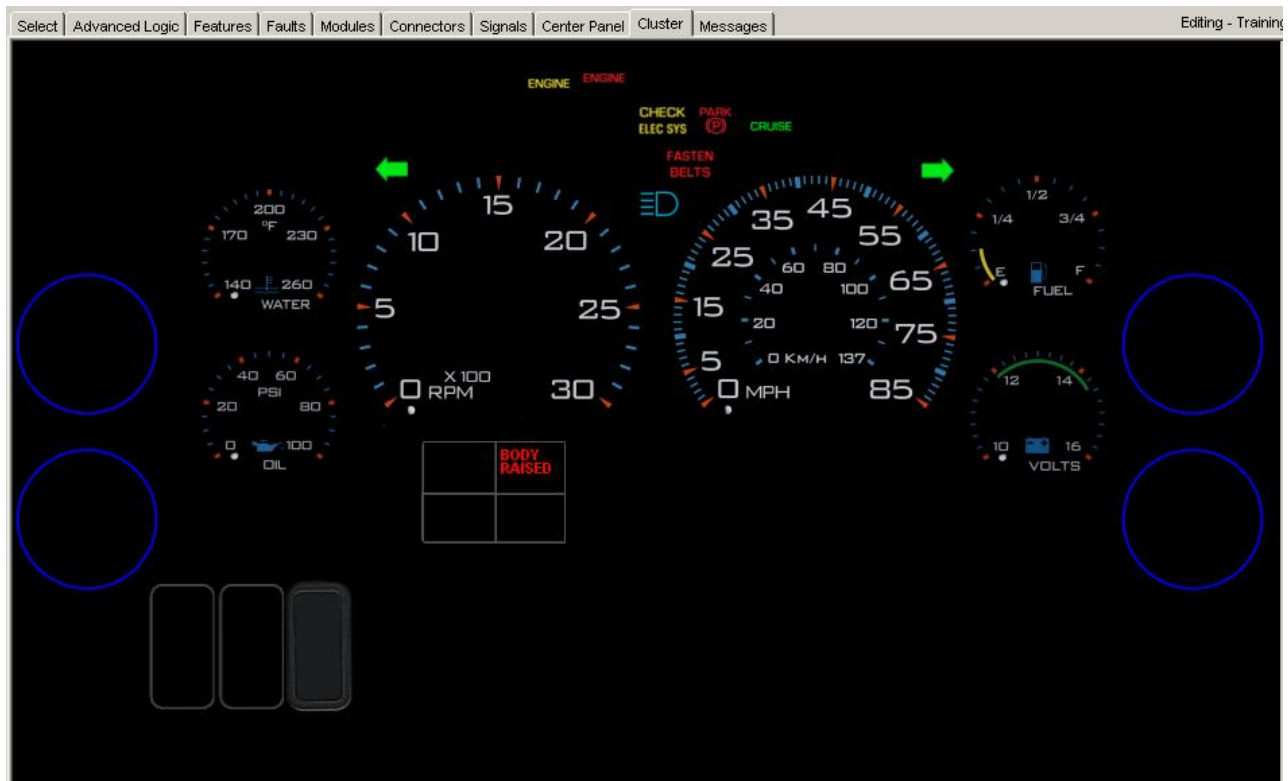 Select Advanced Logic Features Faults Modules Connectors Signals Center Panel Cluster Messages Editing - Training
ENGINE ENGINE
CHECK
ELEC SYS
PARK
P
CRUISE
FASTEN
BELTS
140 170 200 230 260
°F
WATER
0 20 40 60 80 100
PSI
OIL
0 5 10 15 20 25 30
X 100
RPM
0 5 15 25 35 45 55 65 75 85
MPH
20 40 60 80 100 120
0 KM/H 137
E 1/4 1/2 3/4 F
FUEL
10 12 14 16
VOLTS
BODY
RAISED